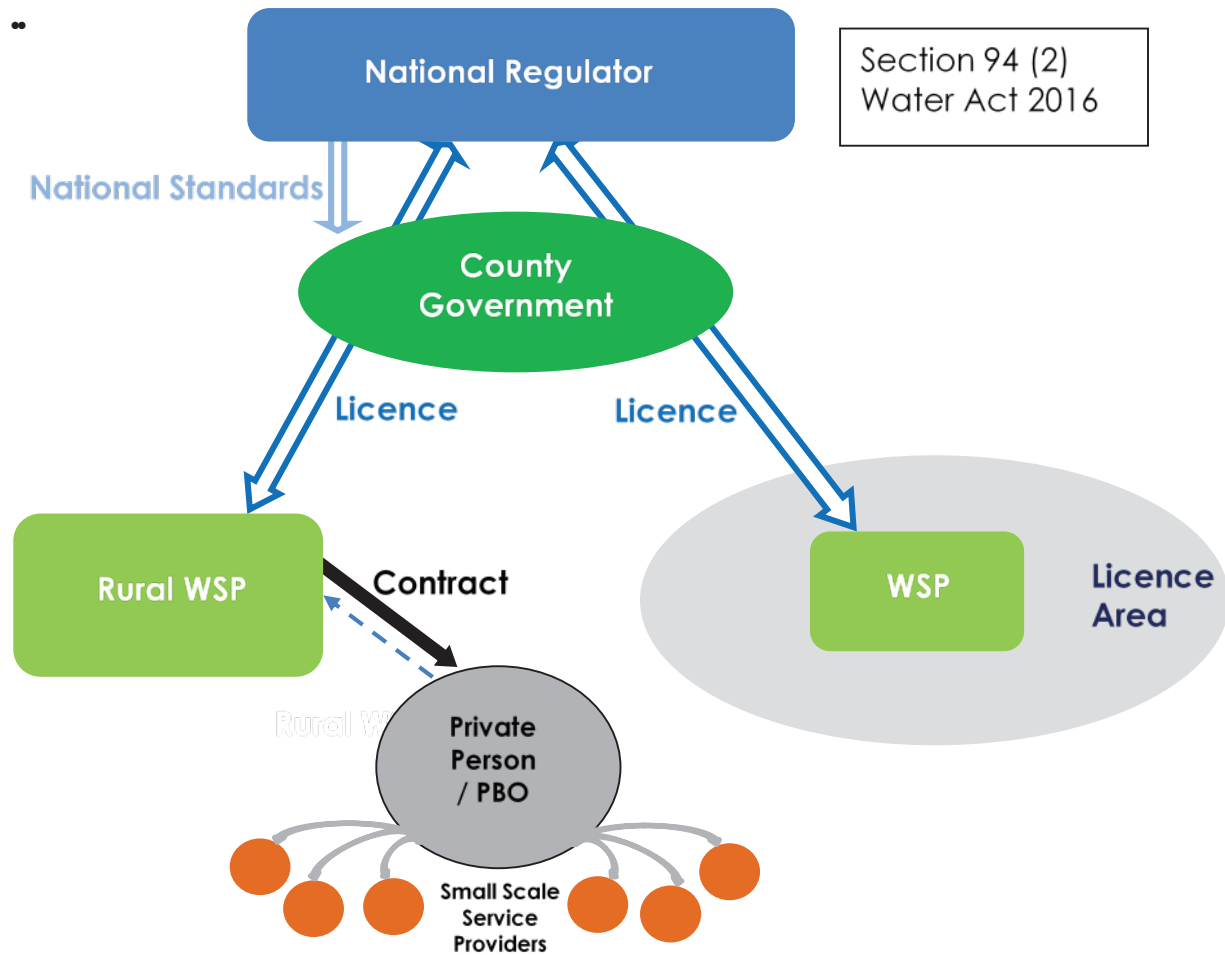 National Regulator
Section 94 (2)
Water Act 2016
National Standards
County
Government
Licence
Licence
Rural WSP
Contract
WSP
Licence
Area
Rural W
Private
Person
/ PBO
Small Scale
Service
Providers